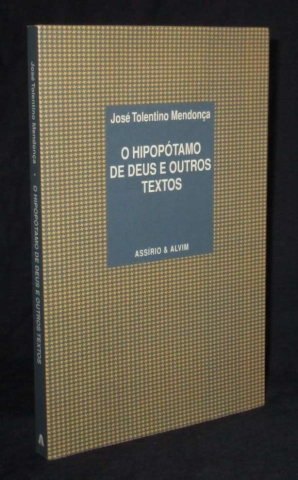 José Tolentino Mendonça
O HIPOPÓTAMO
DE DEUS E OUTROS
TEXTOS
ASSÍRIO & ALVIM
José Tolentino Mendonça • O HIPOPÓTAMO DE DEUS E OUTROS TEXTOS
A